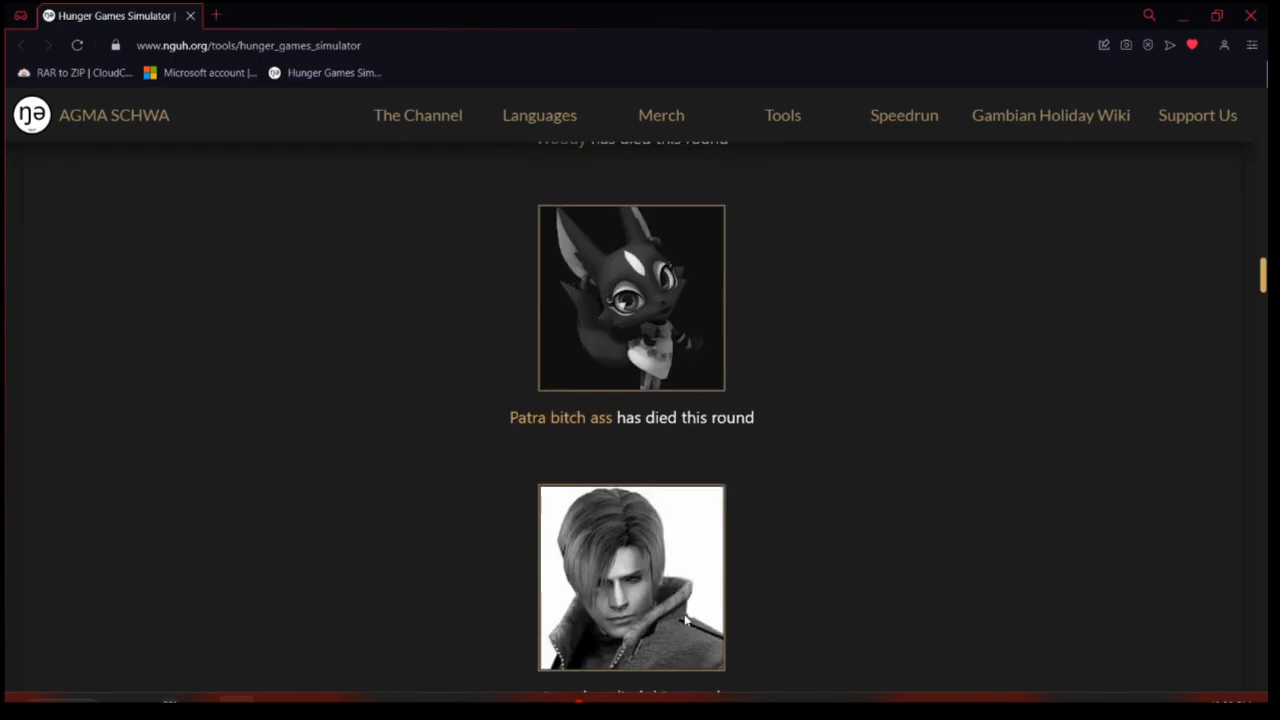 Hunger Games Simulator |
www.nguh.org/tools/hunger_games_simulator
RAR to ZIP | CloudC... Microsoft account |... Hunger Games Sim...
ŋə AGMA SCHWA The Channel Languages Merch Tools Speedrun Gambian Holiday Wiki Support Us
Woody has died this round
Patra bitch ass has died this round